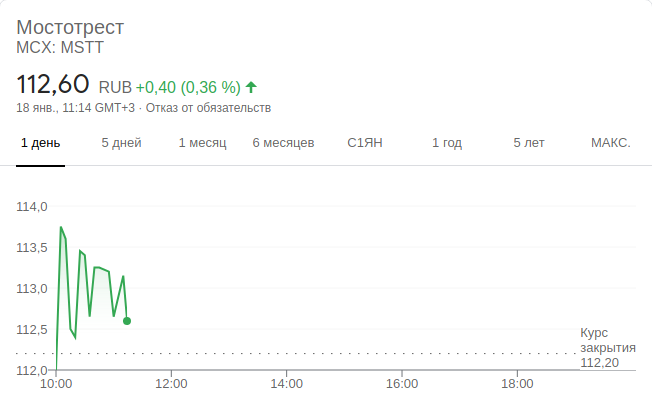 Мостотрест
MCX: MSTT
112,60 RUB +0,40 (0,36 %)
18 янв., 11:14 GMT+3 · Отказ от обязательств
1 день 5 дней 1 месяц 6 месяцев С1ЯН 1 год 5 лет МАКС.
114,0
113,5
113,0
112,5
Курс
закрытия
112,20
112,0
10:00 12:00 14:00 16:00 18:00